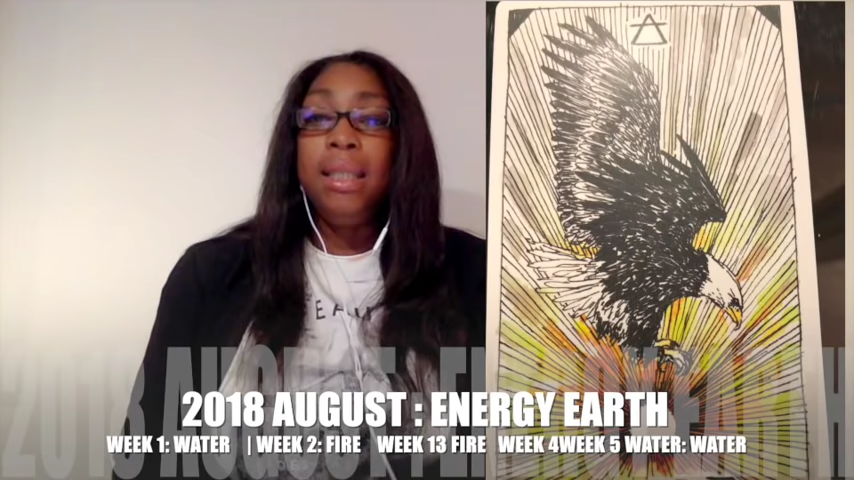 2018 AUGUST : ENERGY EARTH
WEEK 1: WATER | WEEK 2: FIRE WEEK 13 FIRE WEEK 4WEEK 5 WATER: WATER